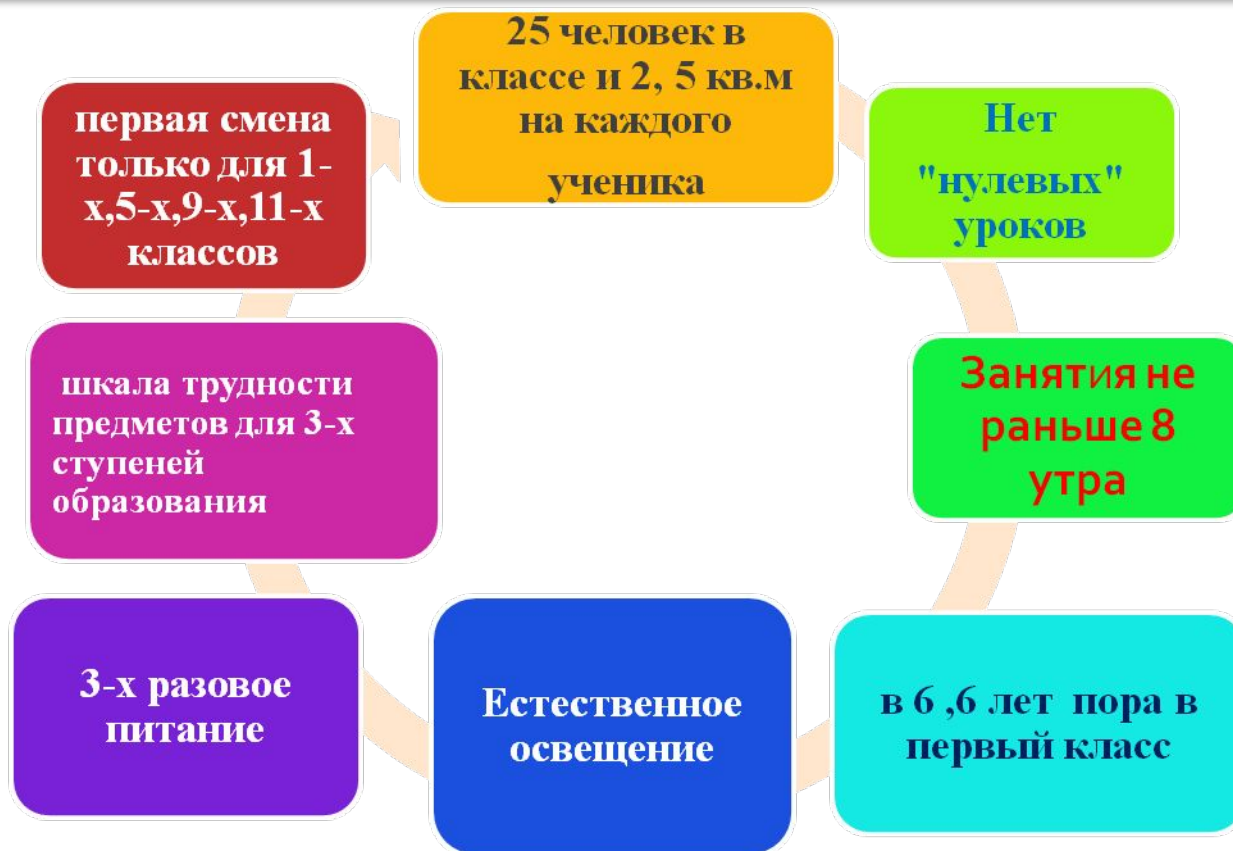 25 человек в
классе и 2, 5 кв.м
на каждого
ученика
Нет
"нулевых"
уроков
Занятия не
раньше 8
утра
в 6 ,6 лет пора в
первый класс
Естественное
освещение
3-х разовое
питание
шкала трудности
предметов для 3-х
ступеней
образования
первая смена
только для 1-
х,5-х,9-х,11-х
классов